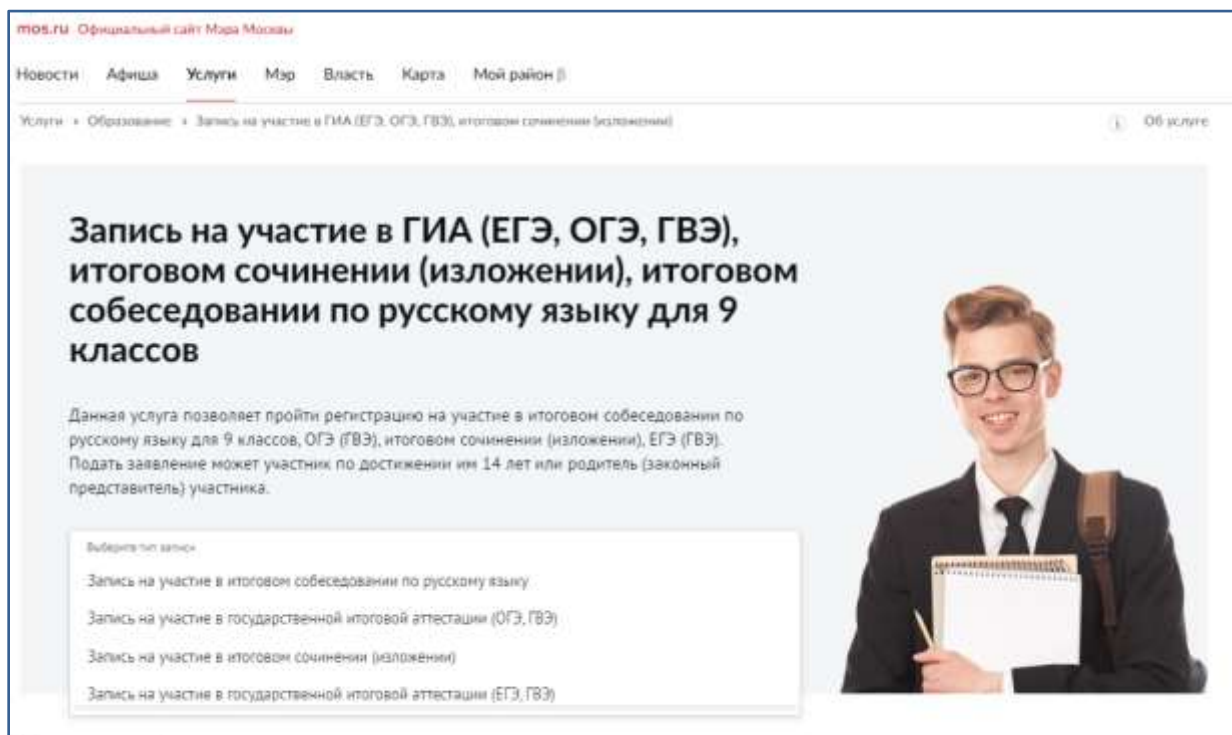 mos.ru Официальный сайт Мэра Москвы
Новости Афиша Услуги Мэр Власть Карта Мой район β
Услуги › Образование › Запись на участие в ГИА (ЕГЭ, ОГЭ, ГВЭ), итоговом сочинении (изложении)
i Об услуге
Запись на участие в ГИА (ЕГЭ, ОГЭ, ГВЭ),
итоговом сочинении (изложении), итоговом
собеседовании по русскому языку для 9
классов
Данная услуга позволяет пройти регистрацию на участие в итоговом собеседовании по
русскому языку для 9 классов, ОГЭ (ГВЭ), итоговом сочинении (изложении), ЕГЭ (ГВЭ).
Подать заявление может участник по достижении им 14 лет или родитель (законный
представитель) участника.
Выберите тип записи
Запись на участие в итоговом собеседовании по русскому языку
Запись на участие в государственной итоговой аттестации (ОГЭ, ГВЭ)
Запись на участие в итоговом сочинении (изложении)
Запись на участие в государственной итоговой аттестации (ЕГЭ, ГВЭ)